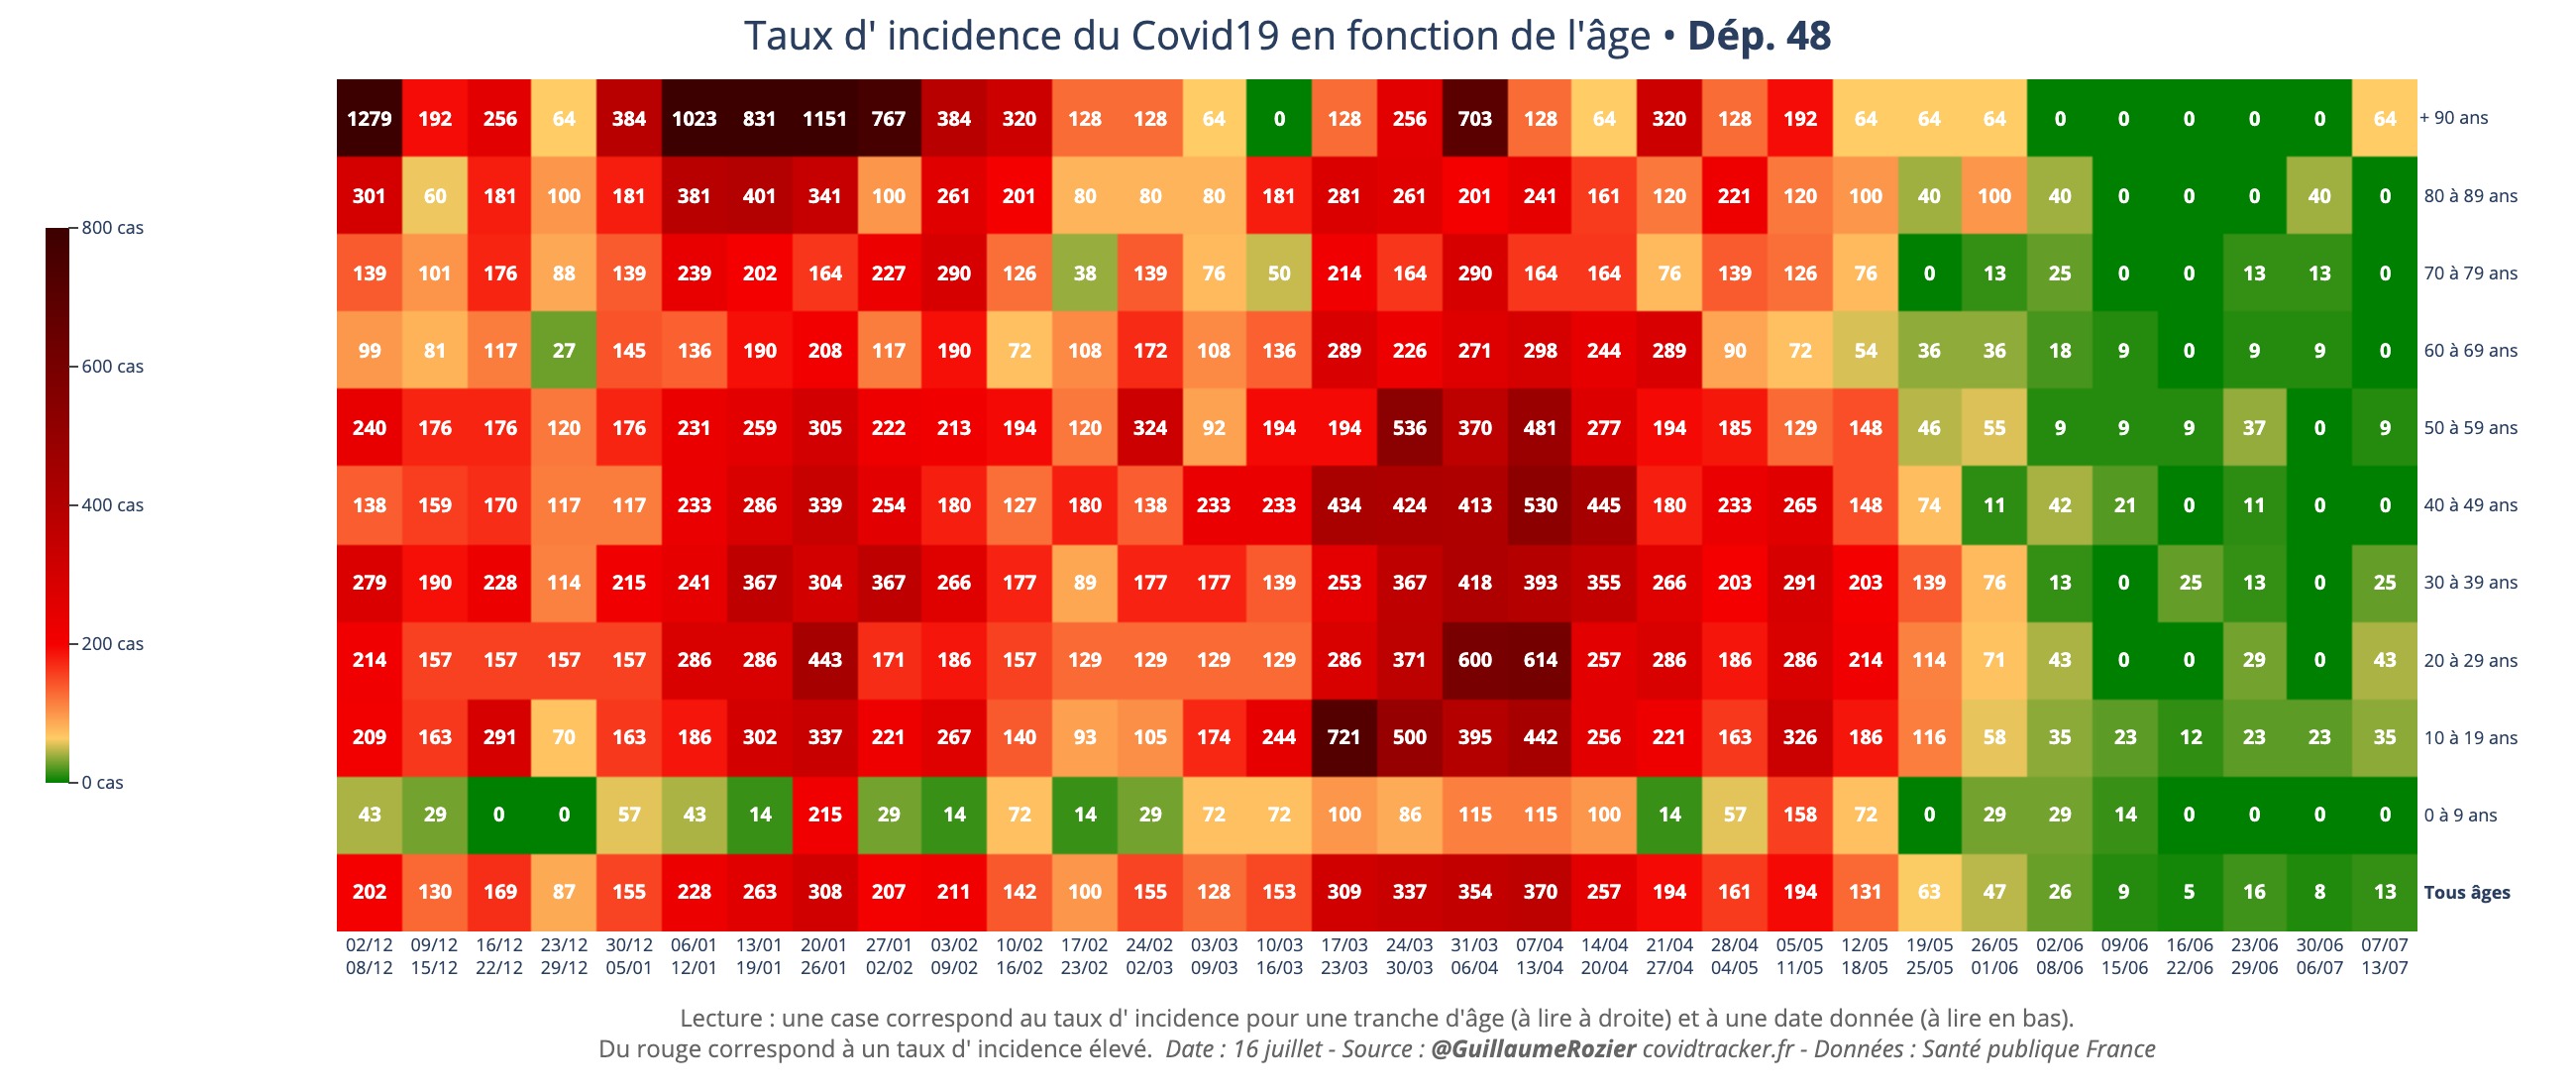 Taux d' incidence du Covid19 en fonction de l'âge • Dép. 48
800 cas
600 cas
400 cas
200 cas
0 cas
1279 192 256 64 384 1023 831 1151 767 384 320 128 128 64 0 128 256 703 128 64 320 128 192 64 64 64 0 0 0 0 0 64 + 90 ans
301 60 181 100 181 381 401 341 100 261 201 80 80 80 181 281 261 201 241 161 120 221 120 100 40 100 40 0 0 0 40 0 80 à 89 ans
139 101 176 88 139 239 202 164 227 290 126 38 139 76 50 214 164 290 164 164 76 139 126 76 0 13 25 0 0 13 13 0 70 à 79 ans
99 81 117 27 145 136 190 208 117 190 72 108 172 108 136 289 226 271 298 244 289 90 72 54 36 36 18 9 0 9 9 0 60 à 69 ans
240 176 176 120 176 231 259 305 222 213 194 120 324 92 194 194 536 370 481 277 194 185 129 148 46 55 9 9 9 37 0 9 50 à 59 ans
138 159 170 117 117 233 286 339 254 180 127 180 138 233 233 434 424 413 530 445 180 233 265 148 74 11 42 21 0 11 0 0 40 à 49 ans
279 190 228 114 215 241 367 304 367 266 177 89 177 177 139 253 367 418 393 355 266 203 291 203 139 76 13 0 25 13 0 25 30 à 39 ans
214 157 157 157 157 286 286 443 171 186 157 129 129 129 129 286 371 600 614 257 286 186 286 214 114 71 43 0 0 29 0 43 20 à 29 ans
209 163 291 70 163 186 302 337 221 267 140 93 105 174 244 721 500 395 442 256 221 163 326 186 116 58 35 23 12 23 23 35 10 à 19 ans
43 29 0 0 57 43 14 215 29 14 72 14 29 72 72 100 86 115 115 100 14 57 158 72 0 29 29 14 0 0 0 0 0 à 9 ans
202 130 169 87 155 228 263 308 207 211 142 100 155 128 153 309 337 354 370 257 194 161 194 131 63 47 26 9 5 16 8 13 Tous âges
02/12 09/12 16/12 23/12 30/12 06/01 13/01 20/01 27/01 03/02 10/02 17/02 24/02 03/03 10/03 17/03 24/03 31/03 07/04 14/04 21/04 28/04 05/05 12/05 19/05 26/05 02/06 09/06 16/06 23/06 30/06 07/07
08/12 15/12 22/12 29/12 05/01 12/01 19/01 26/01 02/02 09/02 16/02 23/02 02/03 09/03 16/03 23/03 30/03 06/04 13/04 20/04 27/04 04/05 11/05 18/05 25/05 01/06 08/06 15/06 22/06 29/06 06/07 13/07
Lecture : une case correspond au taux d' incidence pour une tranche d'âge (à lire à droite) et à une date donnée (à lire en bas).
Du rouge correspond à un taux d' incidence élevé. Date : 16 juillet - Source : @GuillaumeRozier covidtracker.fr - Données : Santé publique France